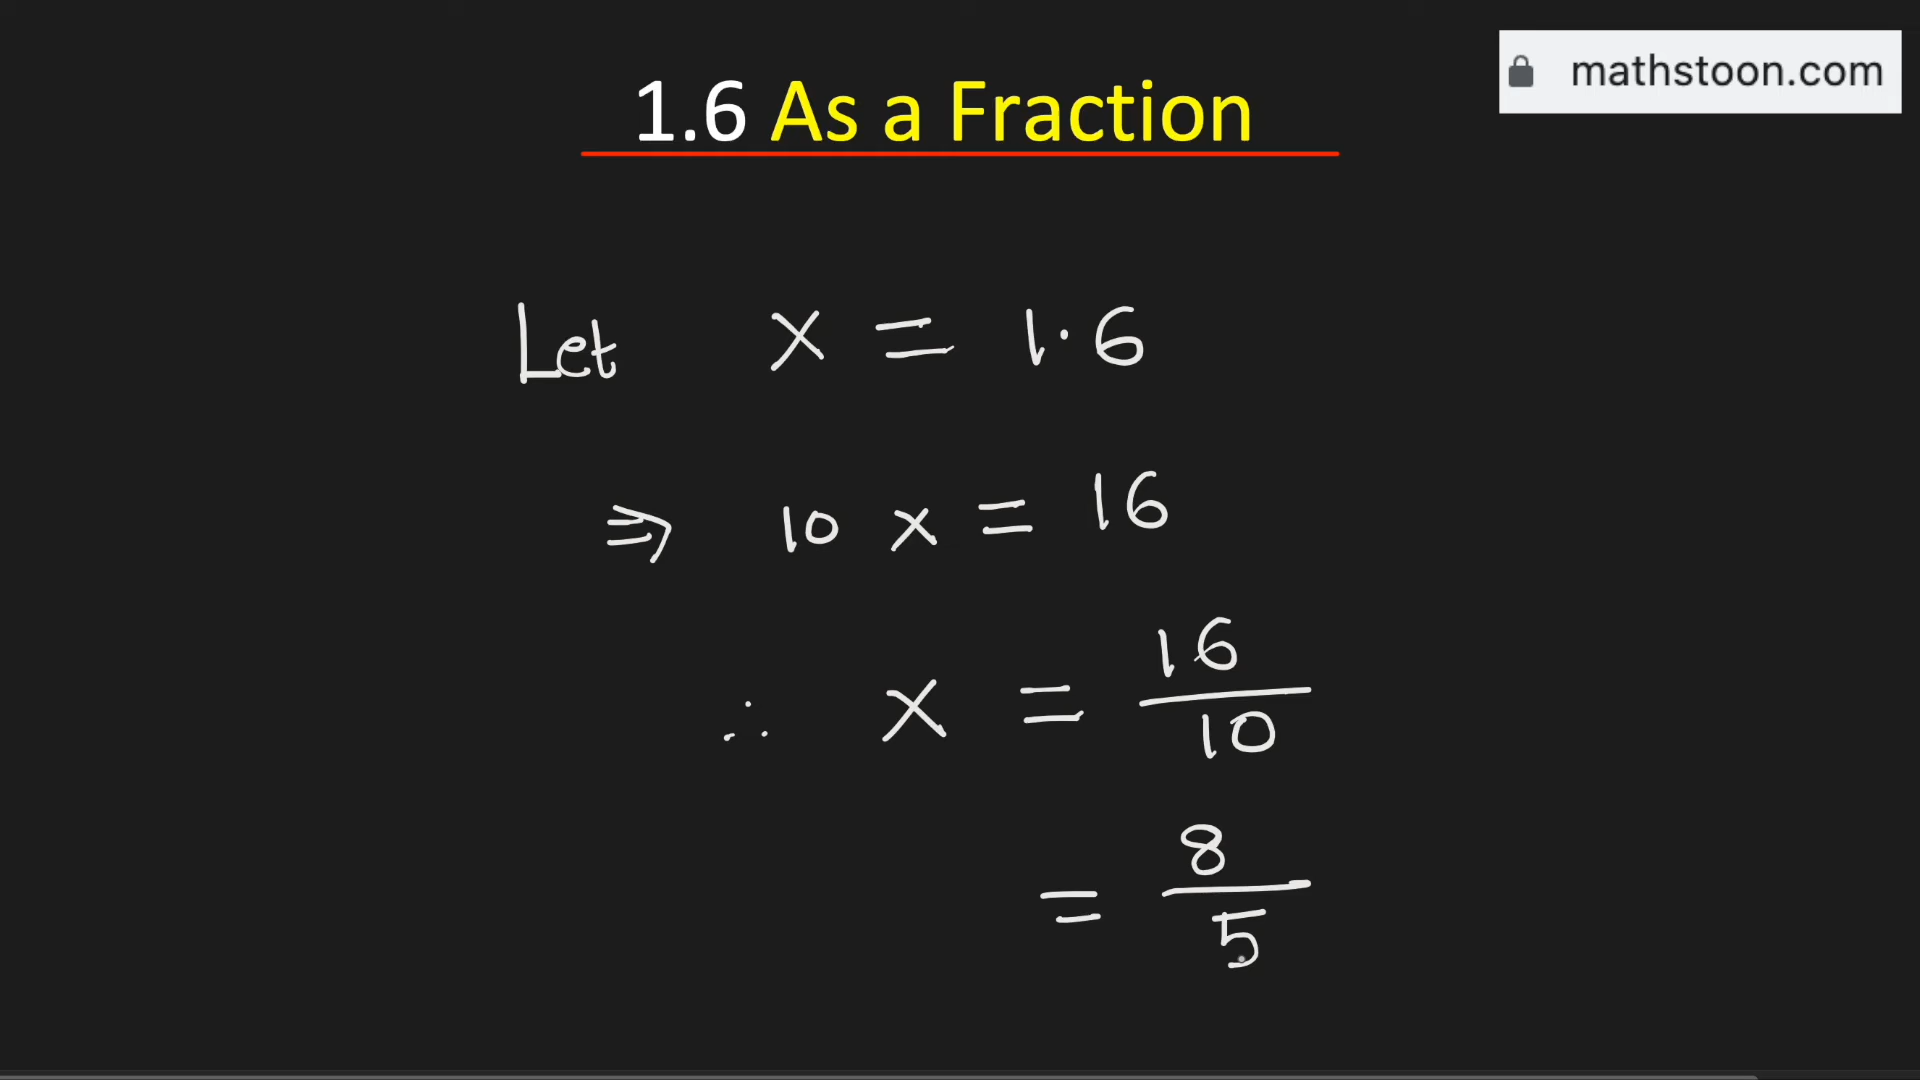 mathstoon.com
1.6 As a Fraction
Let x = 1.6
⇒ 10 x = 16
∴ x = 16/10
= 8/5